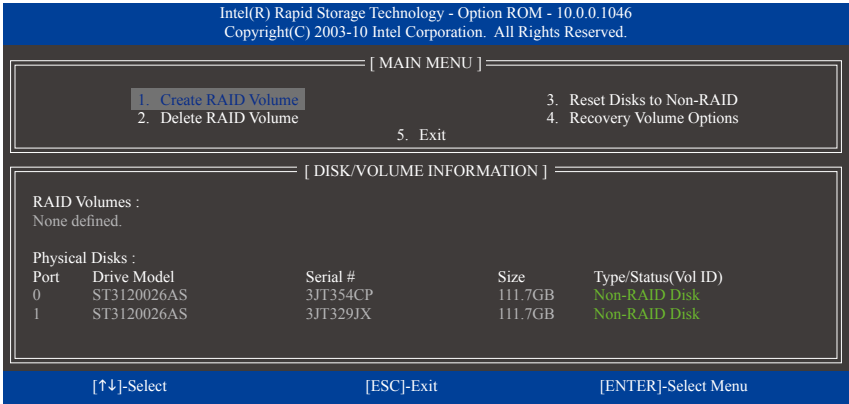 Intel(R) Rapid Storage Technology - Option ROM - 10.0.0.1046
Copyright(C) 2003-10 Intel Corporation.  All Rights Reserved.
[ MAIN MENU ]
1.  Create RAID Volume  3.  Reset Disks to Non-RAID
2.  Delete RAID Volume  4.  Recovery Volume Options
5.  Exit
[ DISK/VOLUME INFORMATION ]
RAID Volumes :
None defined.
Physical Disks :
Port  Drive Model  Serial #  Size  Type/Status(Vol ID)
0  ST3120026AS  3JT354CP  111.7GB  Non-RAID Disk
1  ST3120026AS  3JT329JX  111.7GB  Non-RAID Disk
[↑↓]-Select  [ESC]-Exit  [ENTER]-Select Menu